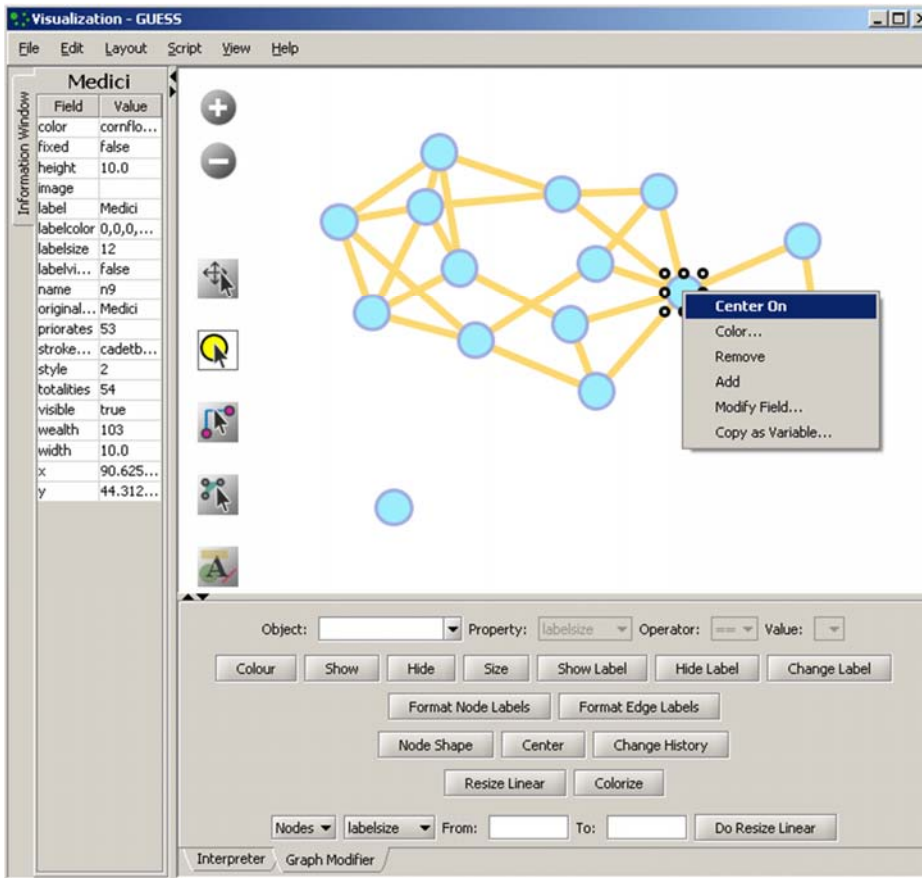 Visualization - GUESS
File Edit Layout Script View Help
Information Window
Medici
Field Value
color cornflo...
fixed false
height 10.0
image
label Medici
labelcolor 0,0,0,...
labelsize 12
labelvi... false
name n9
original... Medici
priorates 53
stroke... cadetb...
style 2
totalities 54
visible true
wealth 103
width 10.0
x 90.625...
y 44.312...
A
Center On
Color...
Remove
Add
Modify Field...
Copy as Variable...
Object: Property: labelsize Operator: == Value:
Colour Show Hide Size Show Label Hide Label Change Label
Format Node Labels Format Edge Labels
Node Shape Center Change History
Resize Linear Colorize
Nodes labelsize From: To: Do Resize Linear
Interpreter Graph Modifier